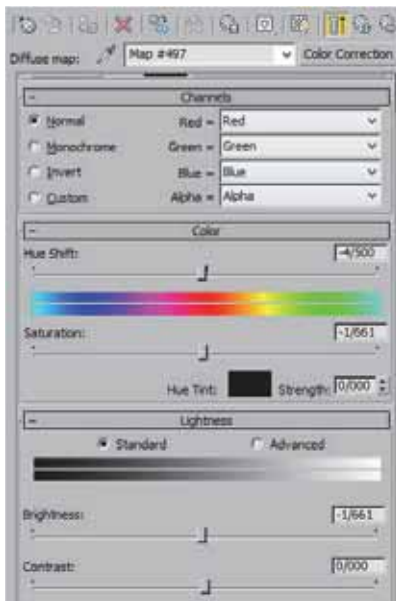 Diffuse map: Map #497 Color Correction
- Channels
Normal Red = Red
Monochrome Green = Green
Invert Blue = Blue
Custom Alpha = Alpha
- Color
Hue Shift: -4/500
Saturation: -1/661
Hue Tint: Strength: 0/000
- Lightness
Standard Advanced
Brightness: -1/661
Contrast: 0/000